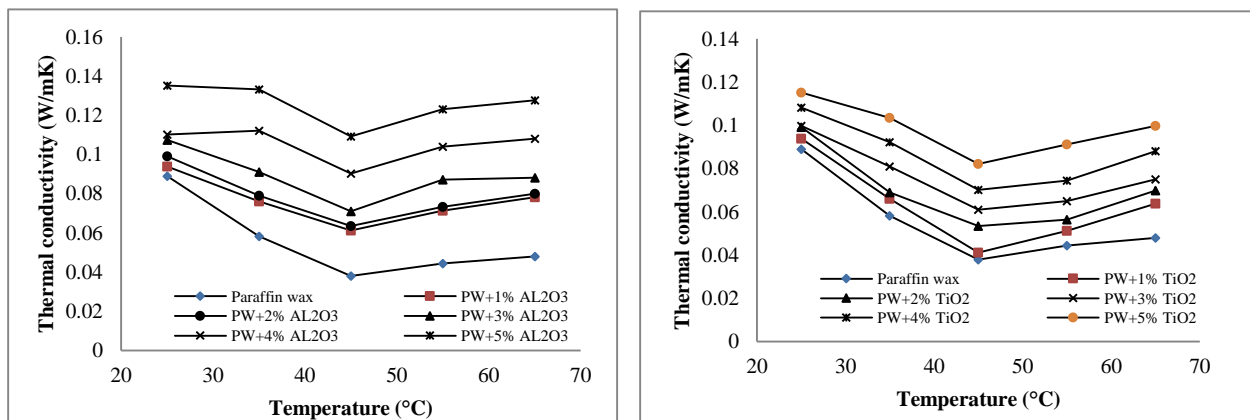 Thermal conductivity (W/mK)
0.16
0.14
0.12
0.1
0.08
0.06
0.04
0.02
0
Paraffin wax
PW+1% AL2O3
PW+2% AL2O3
PW+3% AL2O3
PW+4% AL2O3
PW+5% AL2O3
20 30 40 50 60 70
Temperature (°C)
Thermal conductivity (W/mK)
0.14
0.12
0.1
0.08
0.06
0.04
0.02
0
Paraffin wax
PW+1% TiO2
PW+2% TiO2
PW+3% TiO2
PW+4% TiO2
PW+5% TiO2
20 30 40 50 60 70
Temperature (°C)